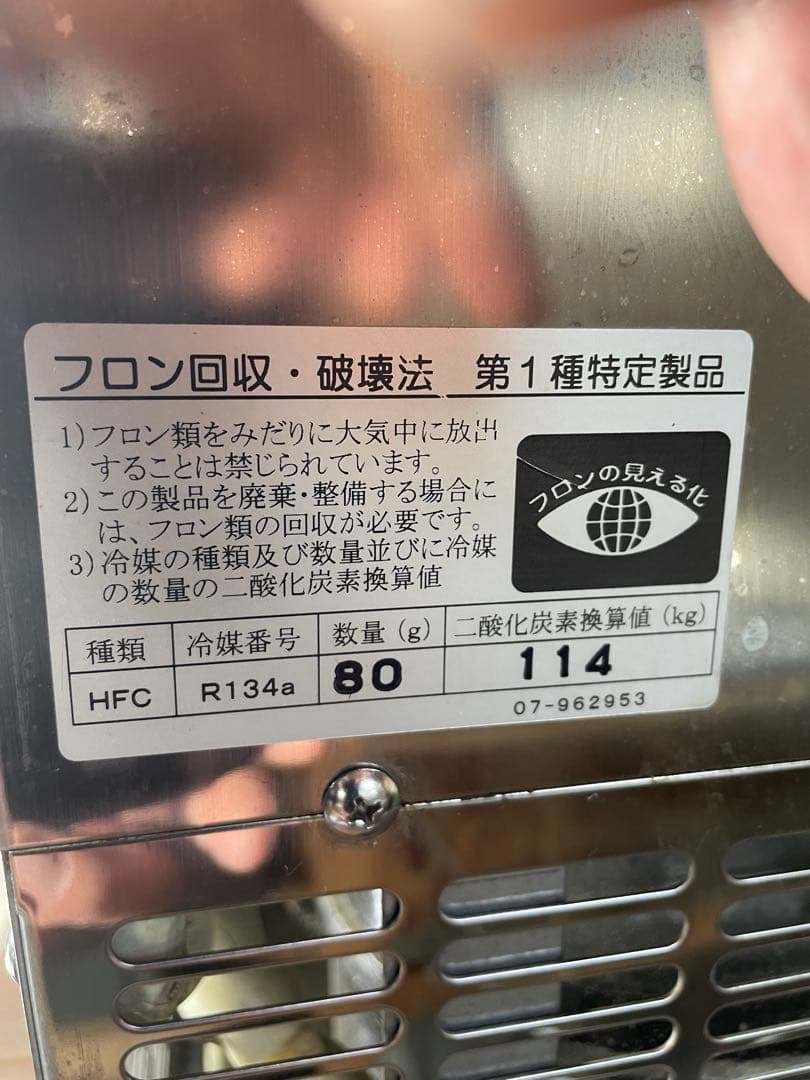 フロン回収・破壊法　第1種特定製品
1)フロン類をみだりに大気中に放出
することは禁じられています。
2)この製品を廃棄・整備する場合に
は、フロン類の回収が必要です。
3)冷媒の種類及び数量並びに冷媒
の数量の二酸化炭素換算値
フロンの見える化
種類 冷媒番号 数量(g) 二酸化炭素換算値(kg)
HFC R134a 80 114
07-962953